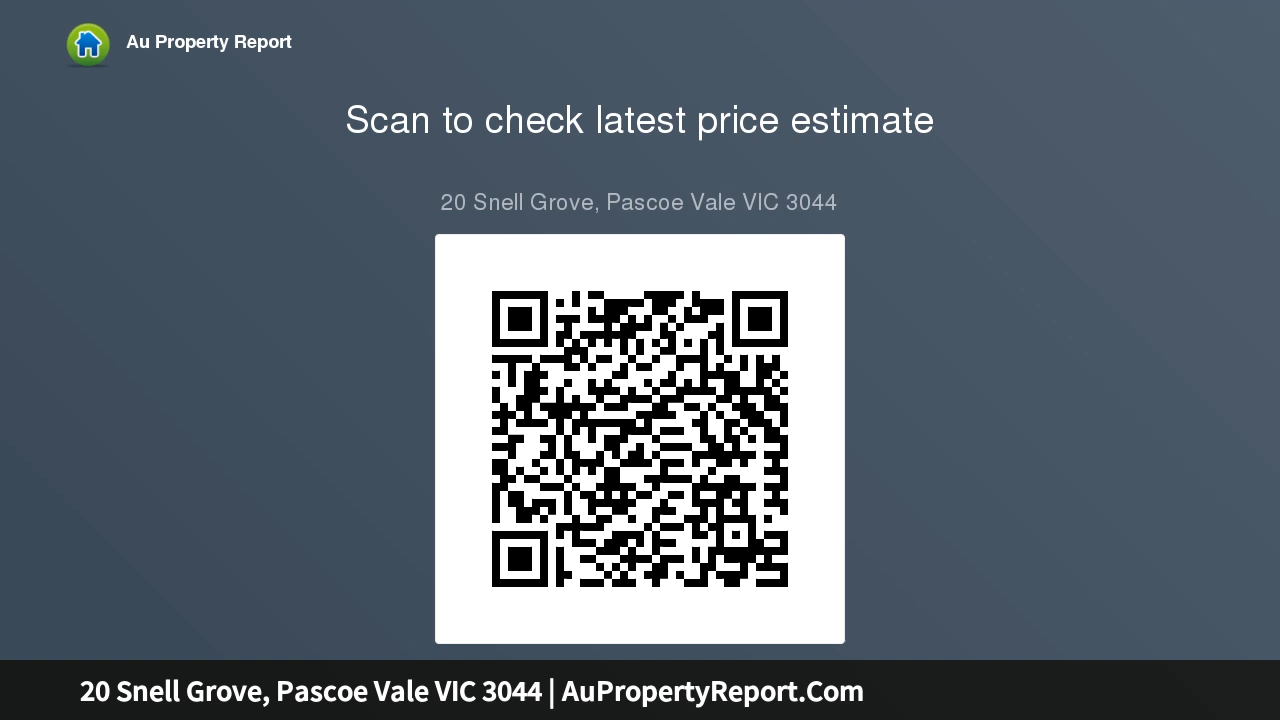 Au Property Report
Scan to check latest price estimate
20 Snell Grove, Pascoe Vale VIC 3044
20 Snell Grove, Pascoe Vale VIC 3044 | AuPropertyReport.Com